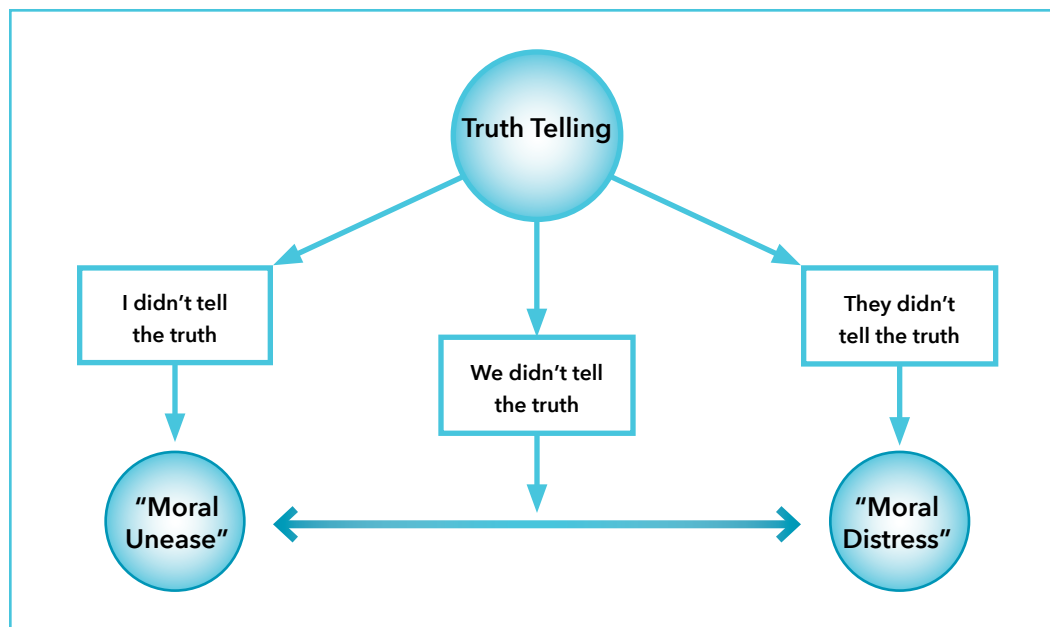 Truth Telling
I didn’t tell
the truth
We didn’t tell
the truth
They didn’t
tell the truth
“Moral
Unease”
“Moral
Distress”